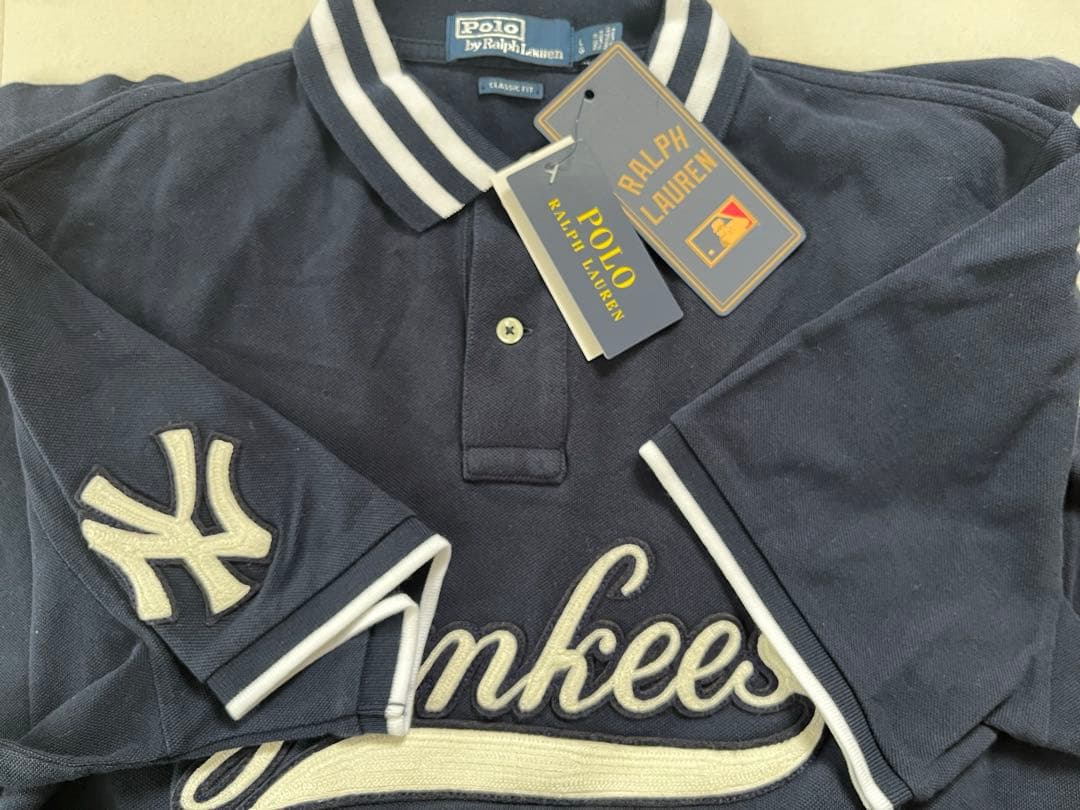 Polo
by Ralph Lauren
CLASSIC FIT
RALPH
LAUREN
POLO
RALPH LAUREN
NY
nkees